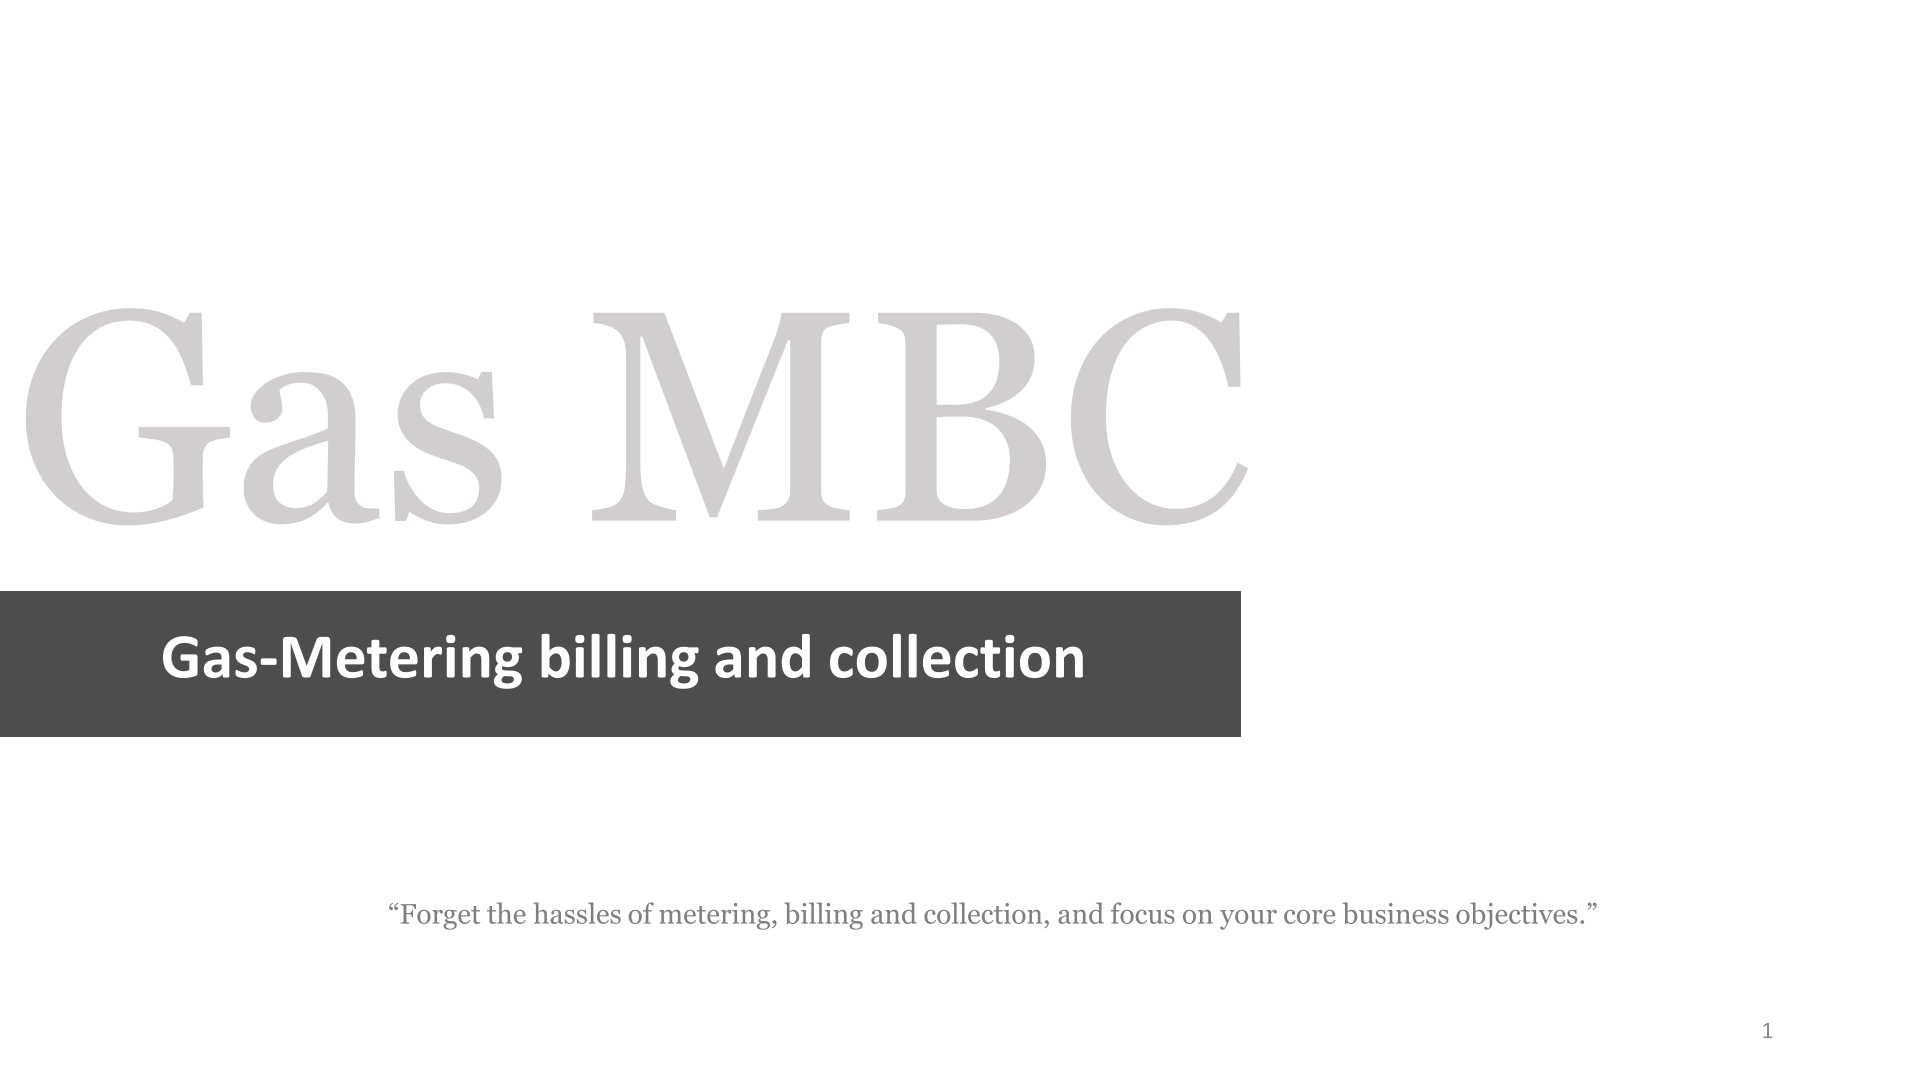 Gas MBC
Gas-Metering billing and collection
“Forget the hassles of metering, billing and collection, and focus on your core business objectives.”
1